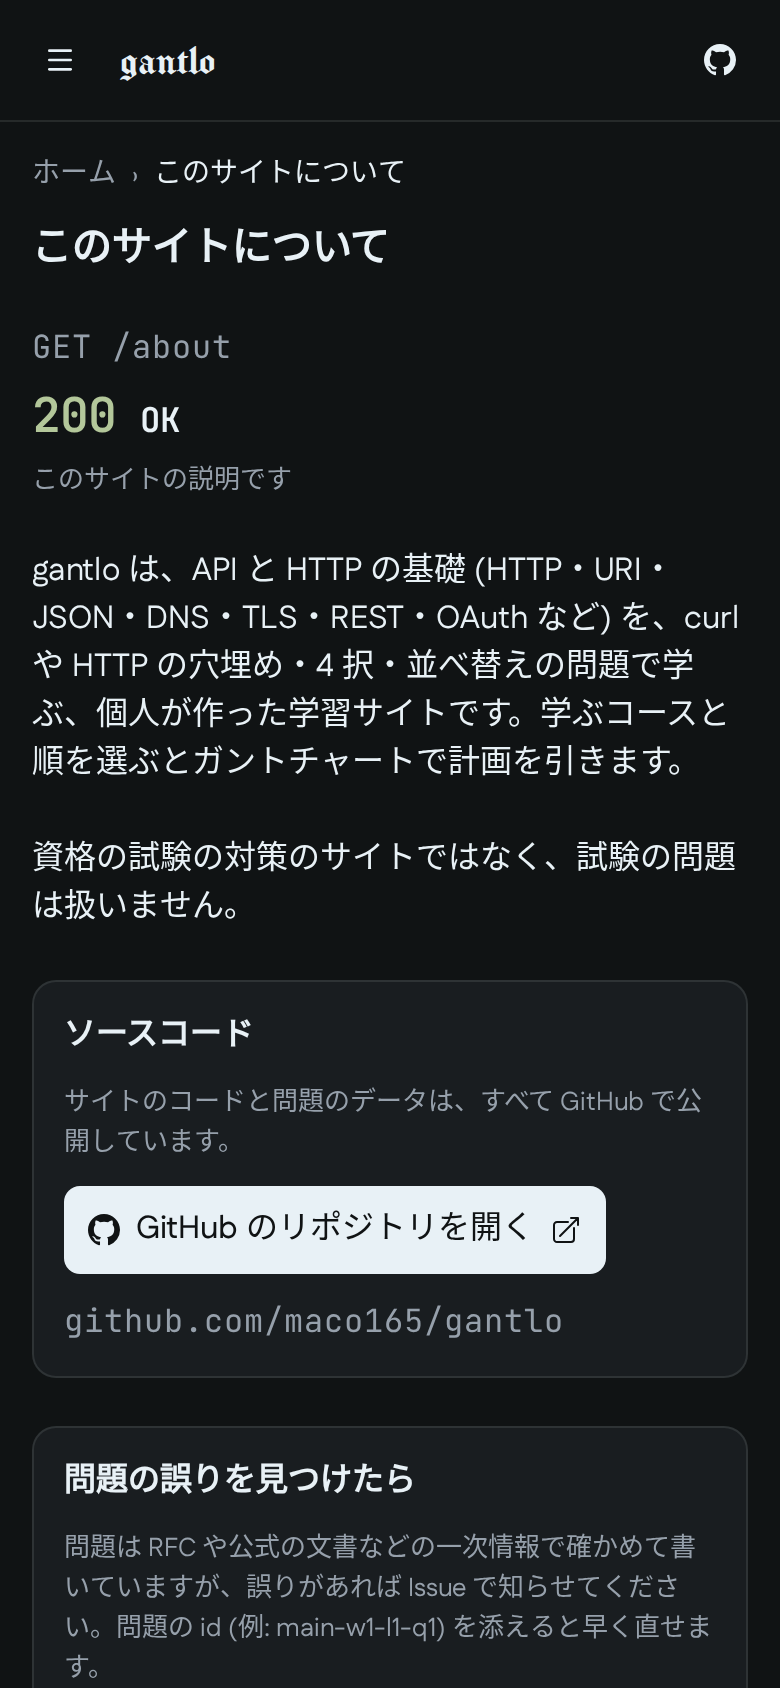 gantlo
ホーム › このサイトについて
このサイトについて
GET /about
200 OK
このサイトの説明です
gantlo は、API と HTTP の基礎 (HTTP・URI・
JSON・DNS・TLS・REST・OAuth など) を、curl
や HTTP の穴埋め・4 択・並べ替えの問題で学
ぶ、個人が作った学習サイトです。学ぶコースと
順を選ぶとガントチャートで計画を引きます。
資格の試験の対策のサイトではなく、試験の問題
は扱いません。
ソースコード
サイトのコードと問題のデータは、すべて GitHub で公
開しています。
GitHub のリポジトリを開く
github.com/maco165/gantlo
問題の誤りを見つけたら
問題は RFC や公式の文書などの一次情報で確かめて書
いていますが、誤りがあれば Issue で知らせてくださ
い。問題の id (例: main-w1-l1-q1) を添えると早く直せま
す。